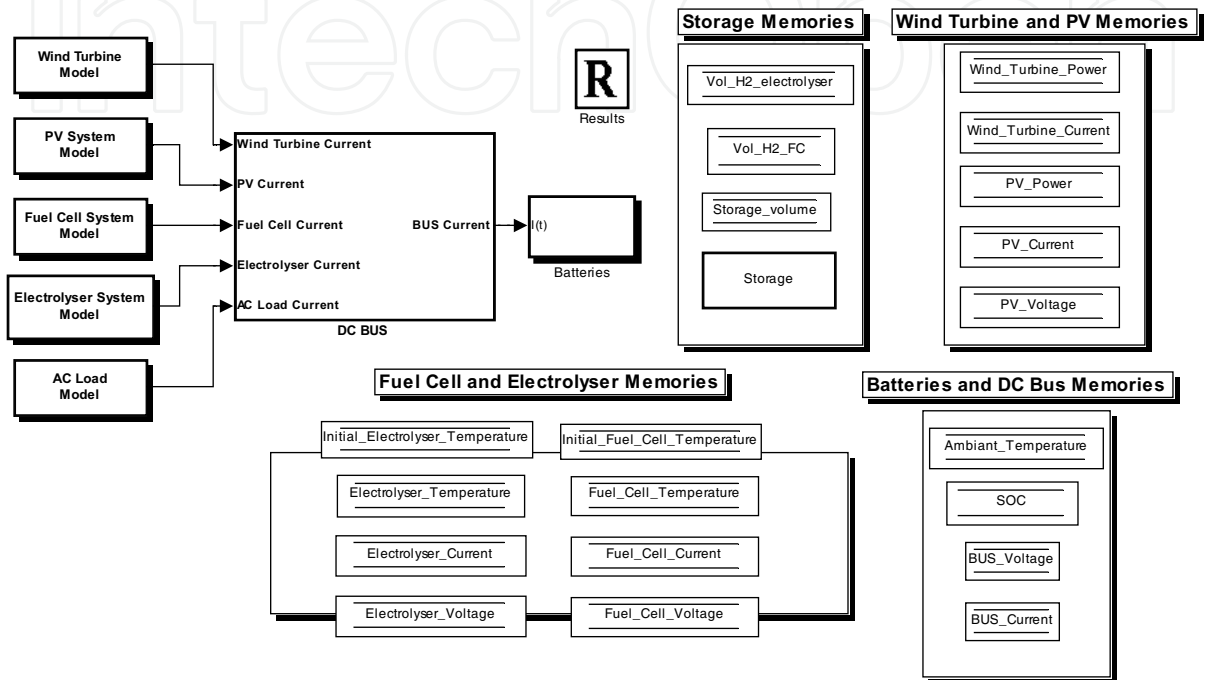 IntechOpen
Wind Turbine
Model
PV System
Model
Fuel Cell System
Model
Electrolyser System
Model
AC Load
Model
Wind Turbine Current
PV Current
Fuel Cell Current
Electrolyser Current
AC Load Current
BUS Current
DC BUS
I(t)
Batteries
R
Results
Storage Memories
Vol_H2_electrolyser
Vol_H2_FC
Storage_volume
Storage
Wind Turbine and PV Memories
Wind_Turbine_Power
Wind_Turbine_Current
PV_Power
PV_Current
PV_Voltage
Fuel Cell and Electrolyser Memories
Initial_Electrolyser_Temperature
Initial_Fuel_Cell_Temperature
Electrolyser_Temperature
Fuel_Cell_Temperature
Electrolyser_Current
Fuel_Cell_Current
Electrolyser_Voltage
Fuel_Cell_Voltage
Batteries and DC Bus Memories
Ambiant_Temperature
SOC
BUS_Voltage
BUS_Current